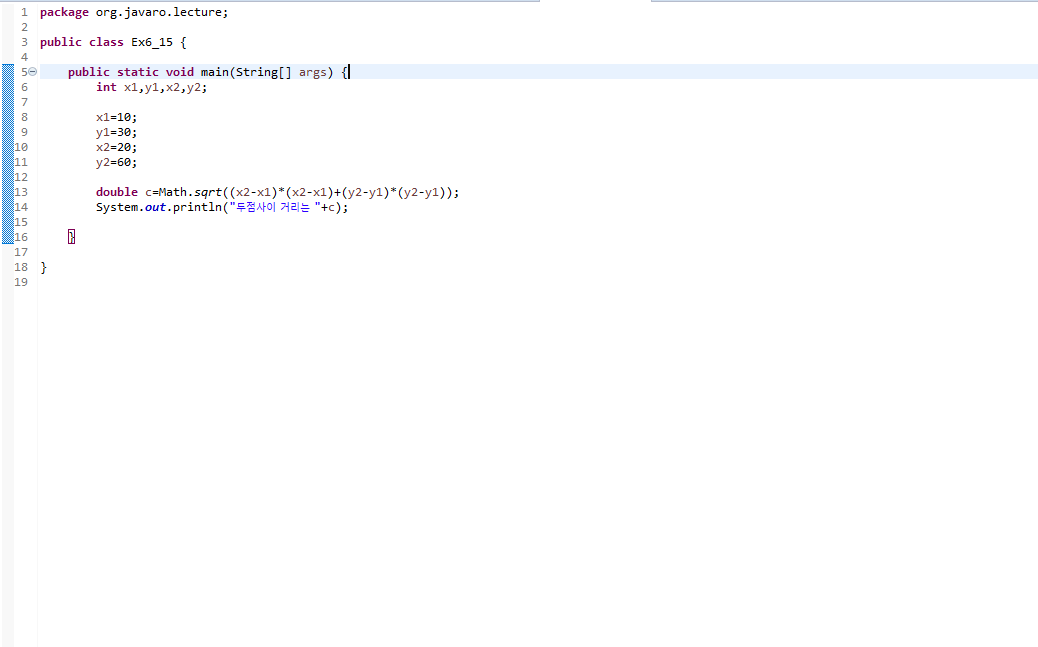 1 package org.javaro.lecture;
2
3 public class Ex6_15 {
4
5 public static void main(String[] args) {
6 int x1,y1,x2,y2;
7
8 x1=10;
9 y1=30;
10 x2=20;
11 y2=60;
12
13 double c=Math.sqrt((x2-x1)*(x2-x1)+(y2-y1)*(y2-y1));
14 System.out.println("두점사이 거리는 "+c);
15
16 }
17
18 }
19